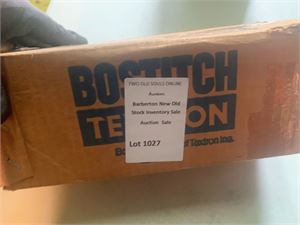 BOSTITCH
TWO OLD SOULS ONLINE
Auction
Barberton New Old
Stock Inventory Sale
Auction Sale
Lot 1027
of Textron Inc.